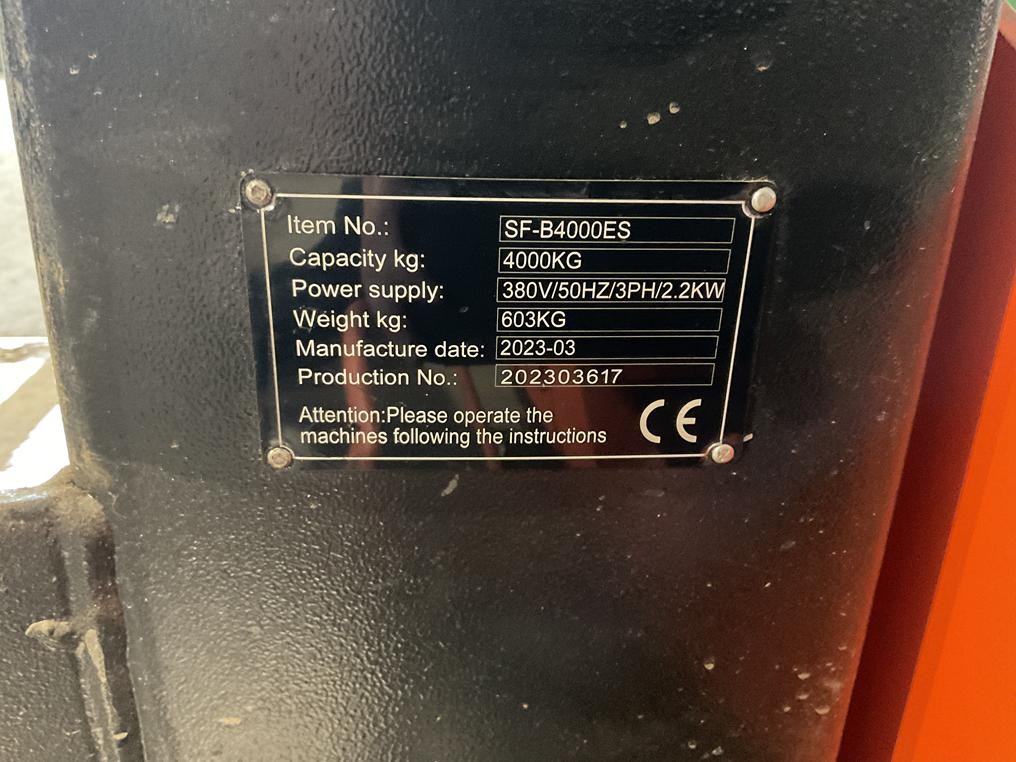 Item No.: SF-B4000ES
Capacity kg: 4000KG
Power supply: 380V/50HZ/3PH/2.2KW
Weight kg: 603KG
Manufacture date: 2023-03
Production No.: 202303617
Attention:Please operate the
machines following the instructions
CE